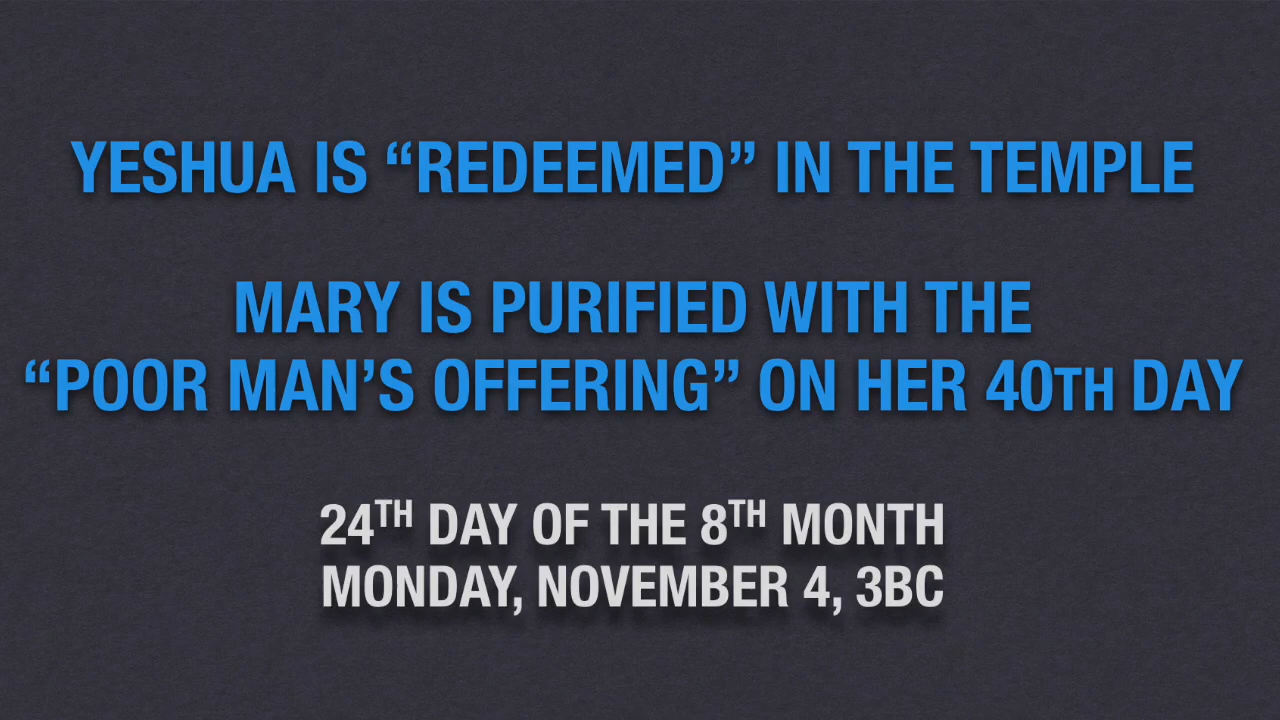 YESHUA IS “REDEEMED” IN THE TEMPLE
MARY IS PURIFIED WITH THE
“POOR MAN’S OFFERING” ON HER 40TH DAY
24TH DAY OF THE 8TH MONTH
MONDAY, NOVEMBER 4, 3BC